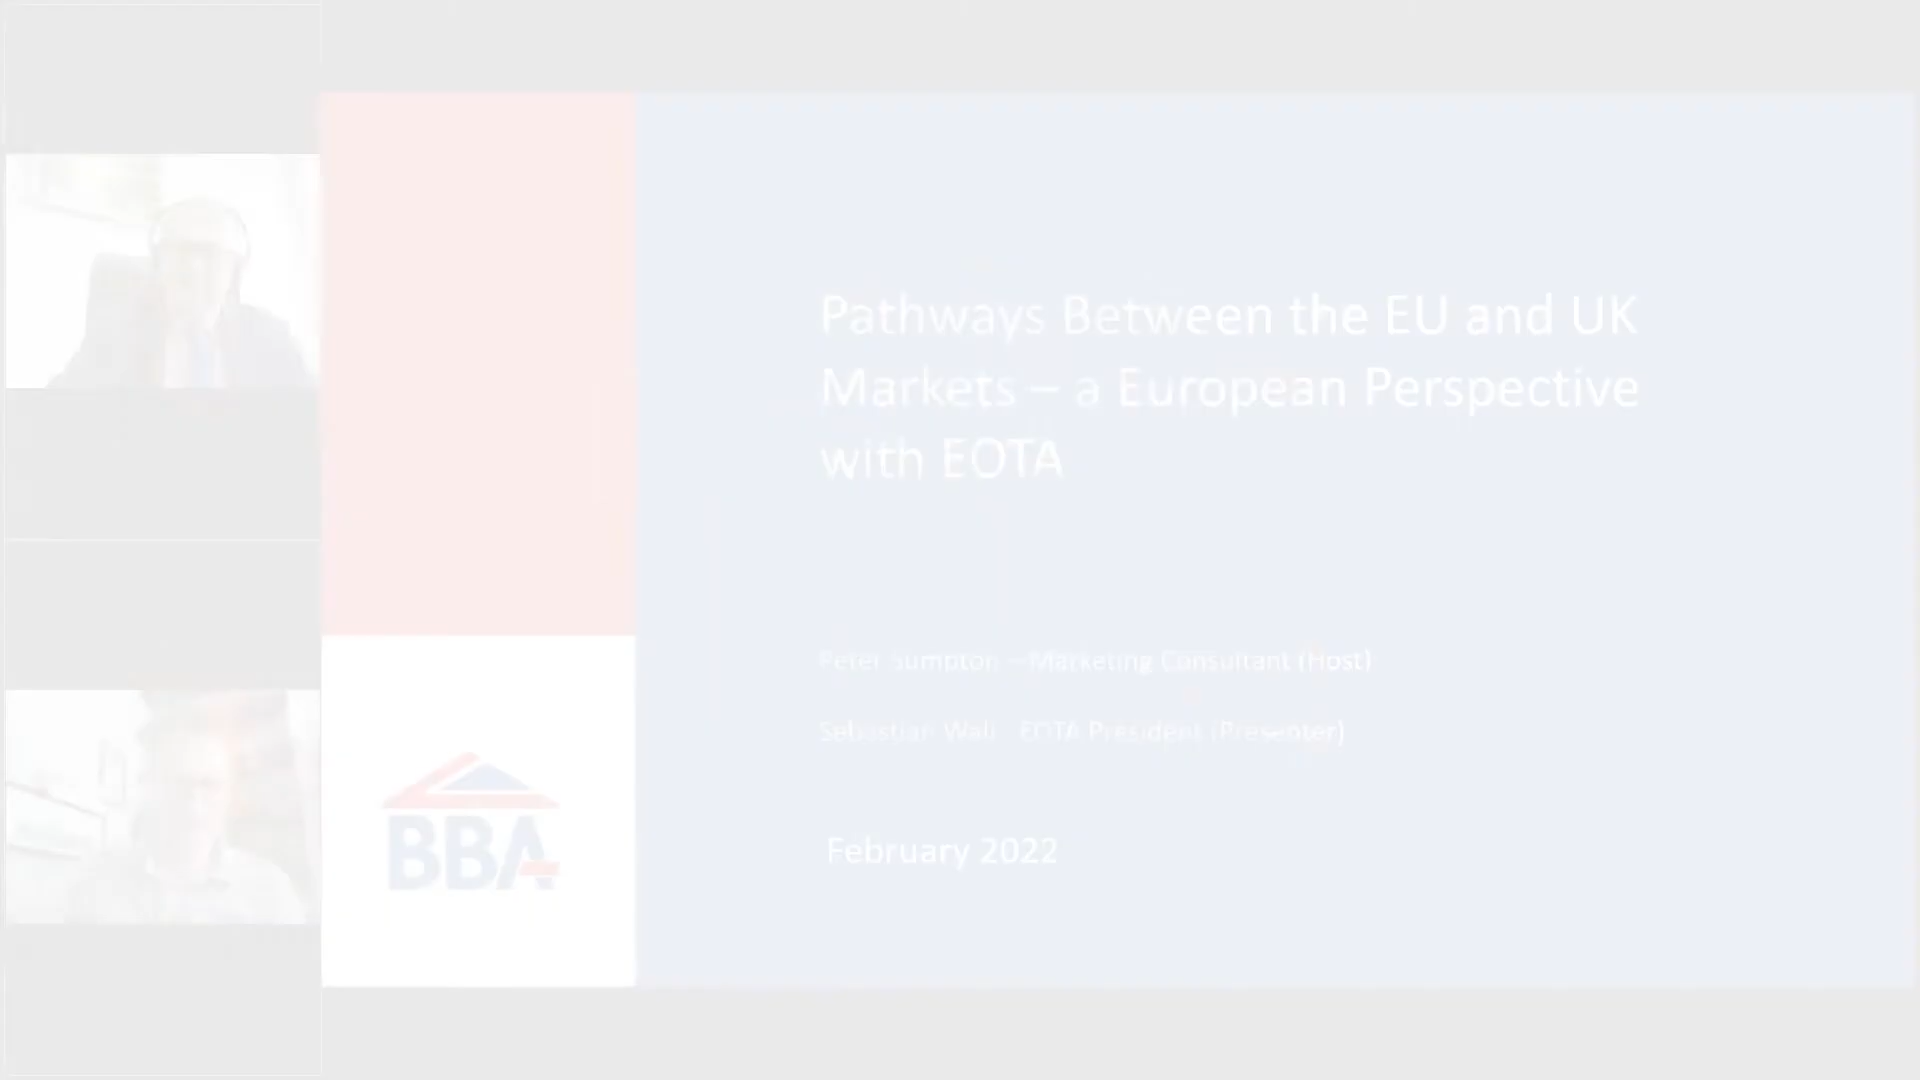 Pathways Between the EU and UK
Markets – a European Perspective
with EOTA
Peter Sumpton – Marketing Consultant (Host)
Sebastian Wall - EOTA President (Presenter)
February 2022
BBA